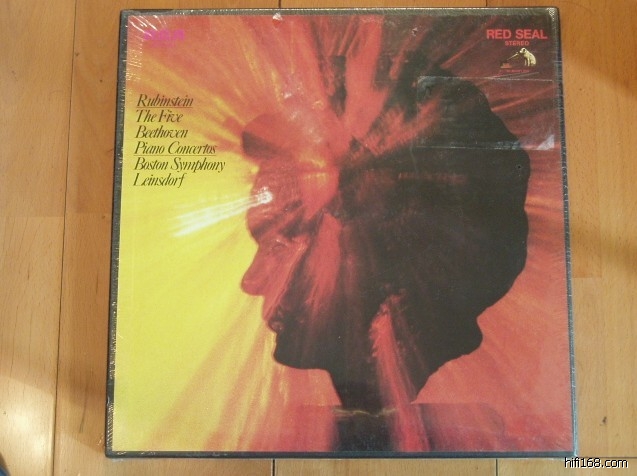 RED SEAL
STEREO
Rubinstein
The Five
Beethoven
Piano Concertos
Boston Symphony
Leinsdorf
hifi168.com